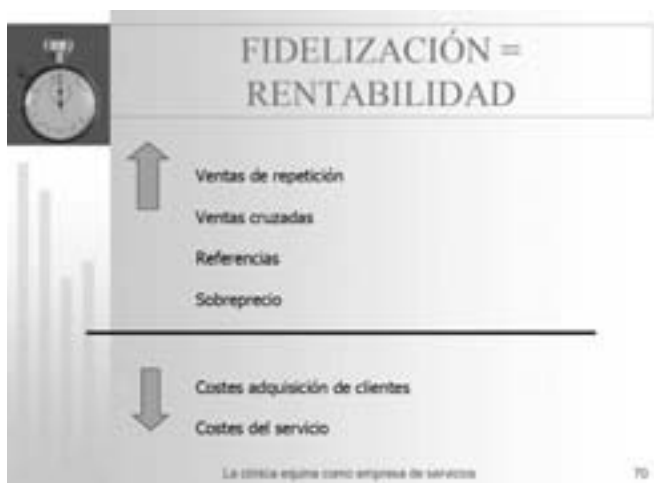 FIDELIZACIÓN =
RENTABILIDAD
Ventas de repetición
Ventas cruzadas
Referencias
Sobreprecio
Costes adquisición de clientes
Costes del servicio
La clínica equina como empresa de servicios
70